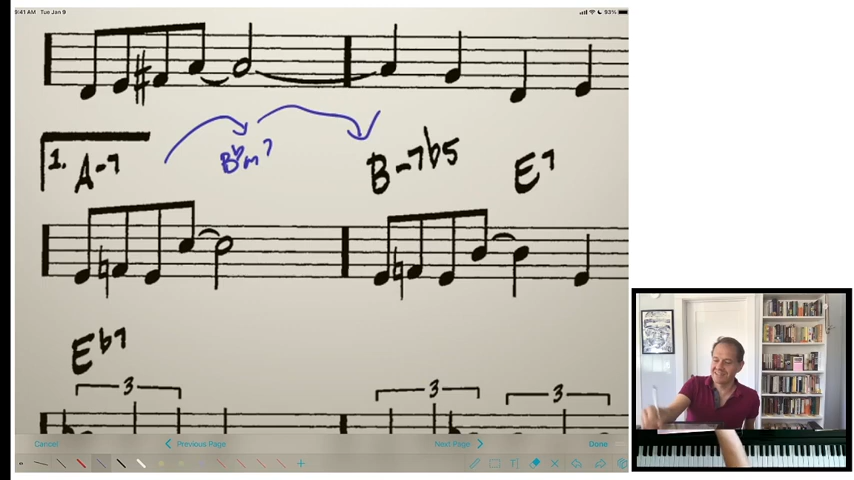 9:41 AM Tue Jan 9 93%
1. A-7 B♭m7 B-7♭5 E7
E♭7
3 3 3
Cancel Previous Page Next Page Done